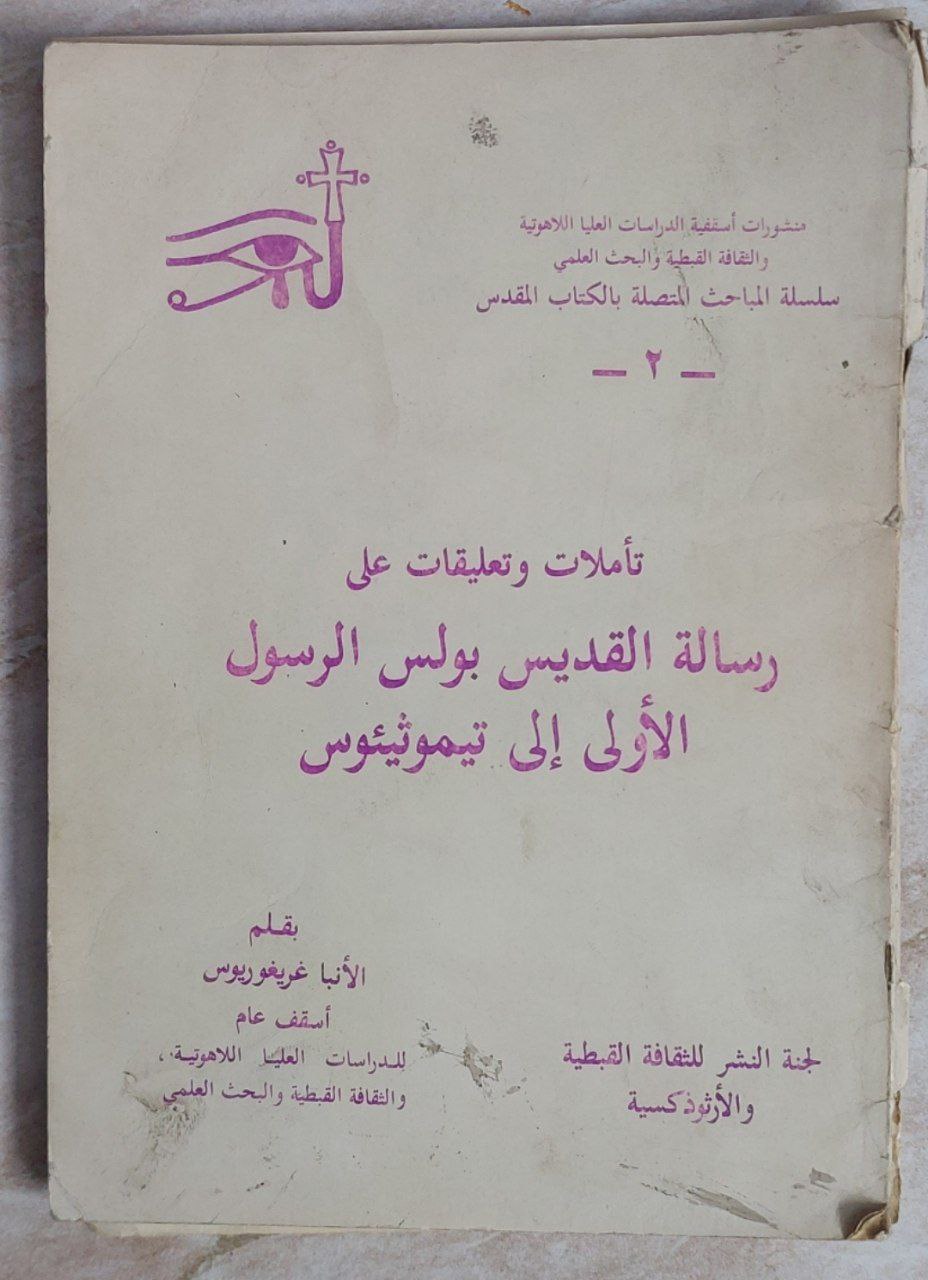 منشورات أسقفية الدراسات العليا اللاهوتية
والثقافة القبطية والبحث العلمي
سلسلة المباحث المتصلة بالكتاب المقدس
– ٢ –
تأملات وتعليقات على
رسالة القديس بولس الرسول
الأولى إلى تيموثيئوس
بقلم
الأنبا غريغوريوس
أسقف عام
للدراسات العليا اللاهوتية،
والثقافة القبطية والبحث العلمي
لجنة النشر للثقافة القبطية
والأرثوذكسية